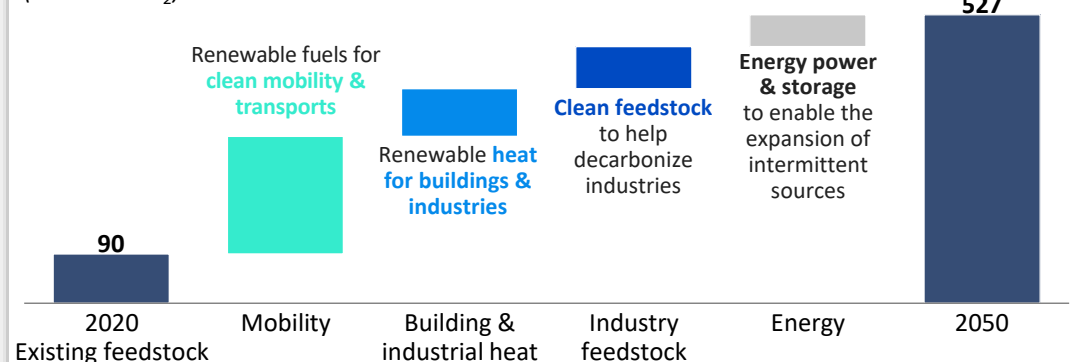 527
Renewable fuels for
clean mobility &
transports
Energy power
& storage
to enable the
expansion of
intermittent
sources
Clean feedstock
to help
decarbonize
industries
Renewable heat
for buildings &
industries
90
2020
Existing feedstock
Mobility
Building &
industrial heat
Industry
feedstock
Energy
2050